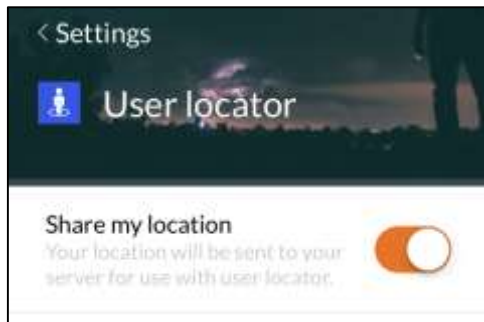 < Settings
User locator
Share my location
Your location will be sent to your
server for use with user locator.